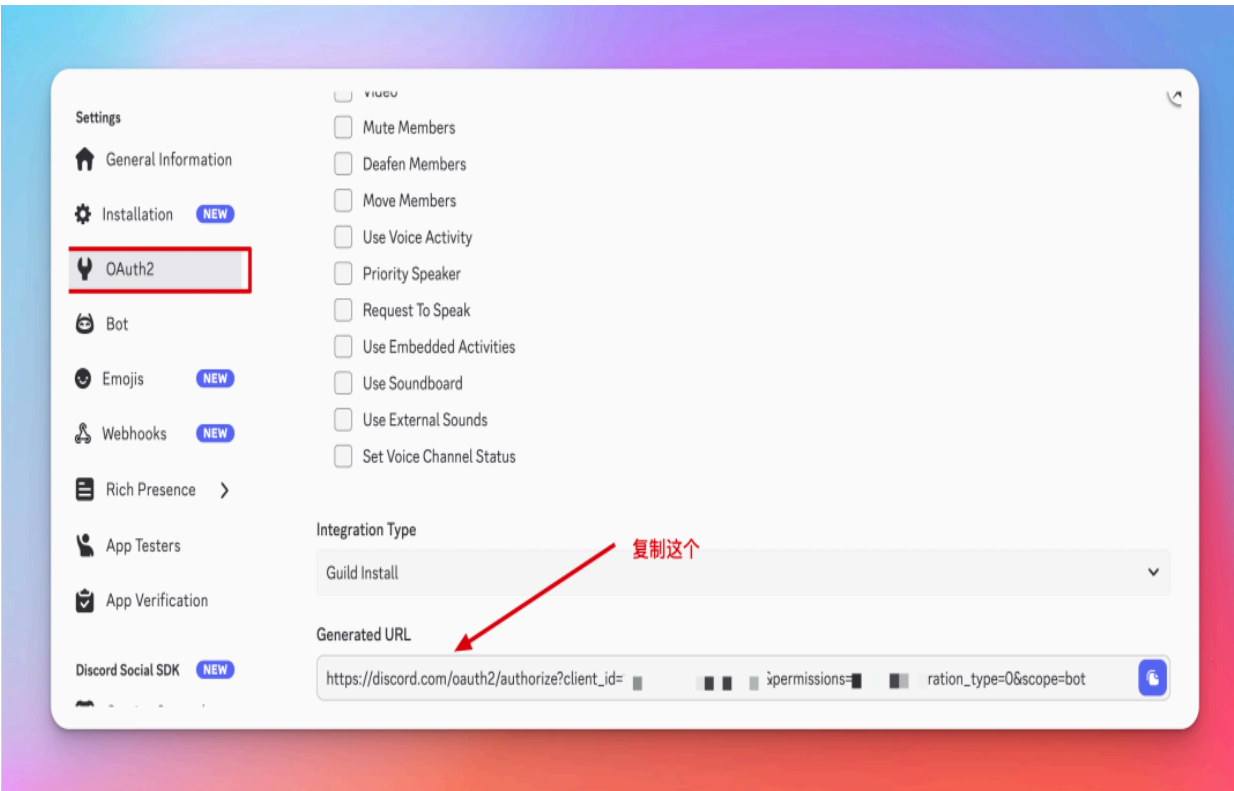 Settings
General Information
Installation NEW
OAuth2
Bot
Emojis NEW
Webhooks NEW
Rich Presence
App Testers
App Verification
Discord Social SDK NEW
Video
Mute Members
Deafen Members
Move Members
Use Voice Activity
Priority Speaker
Request To Speak
Use Embedded Activities
Use Soundboard
Use External Sounds
Set Voice Channel Status
Integration Type
复制这个
Guild Install
Generated URL
https://discord.com/oauth2/authorize?client_id= &permissions= ration_type=0&scope=bot